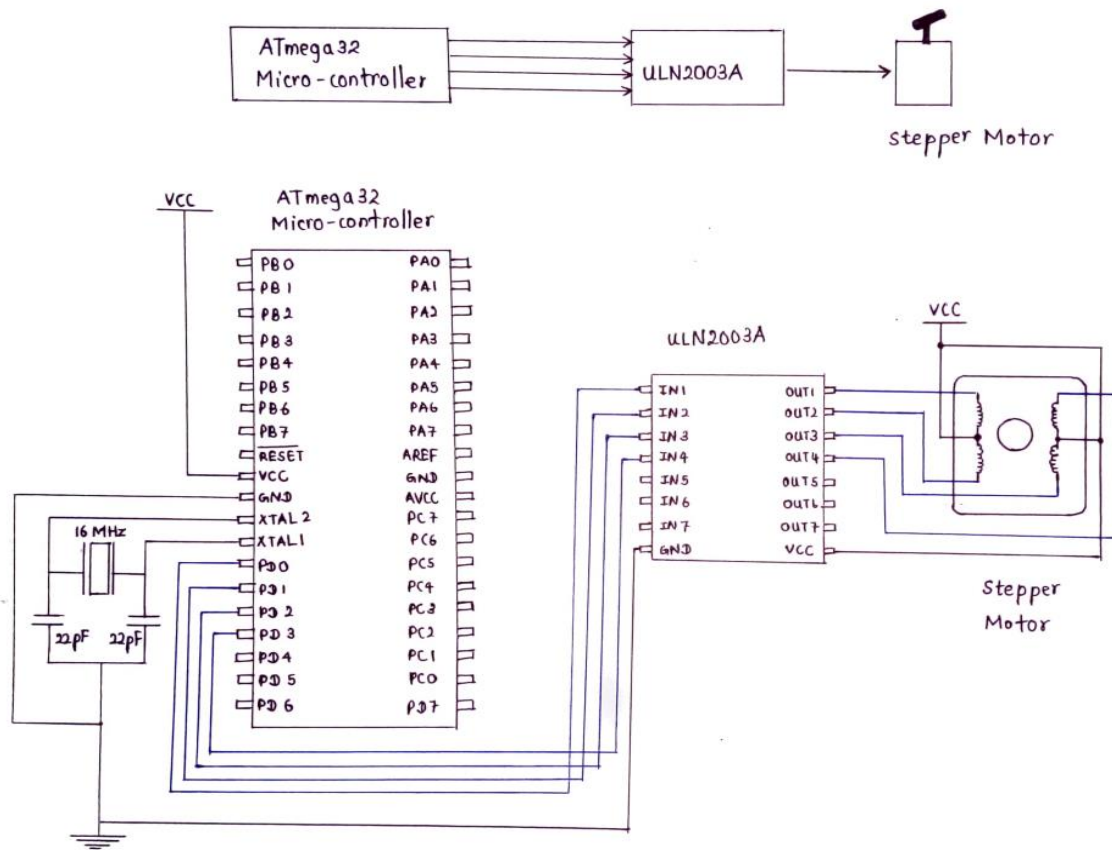 ATmega32
Micro-controller
ULN2003A
Stepper Motor
VCC
ATmega32
Micro-controller
PB0 PA0
PB1 PA1
PB2 PA2
PB3 PA3
PB4 PA4
PB5 PA5
PB6 PA6
PB7 PA7
RESET AREF
VCC GND
GND AVCC
XTAL2 PC7
XTAL1 PC6
PD0 PC5
PD1 PC4
PD2 PC3
PD3 PC2
PD4 PC1
PD5 PC0
PD6 PD7
16 MHz
22pF 22pF
ULN2003A
IN1 OUT1
IN2 OUT2
IN3 OUT3
IN4 OUT4
IN5 OUT5
IN6 OUT6
IN7 OUT7
GND VCC
VCC
Stepper
Motor